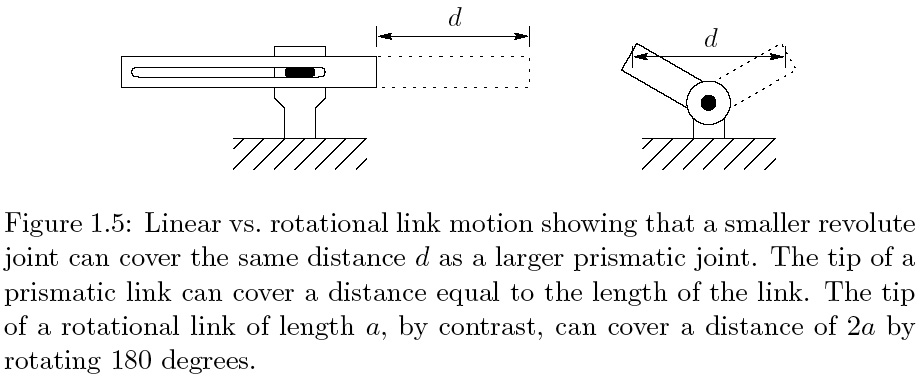 d
d
Figure 1.5: Linear vs. rotational link motion showing that a smaller revolute
joint can cover the same distance d as a larger prismatic joint. The tip of a
prismatic link can cover a distance equal to the length of the link. The tip
of a rotational link of length a, by contrast, can cover a distance of 2a by
rotating 180 degrees.